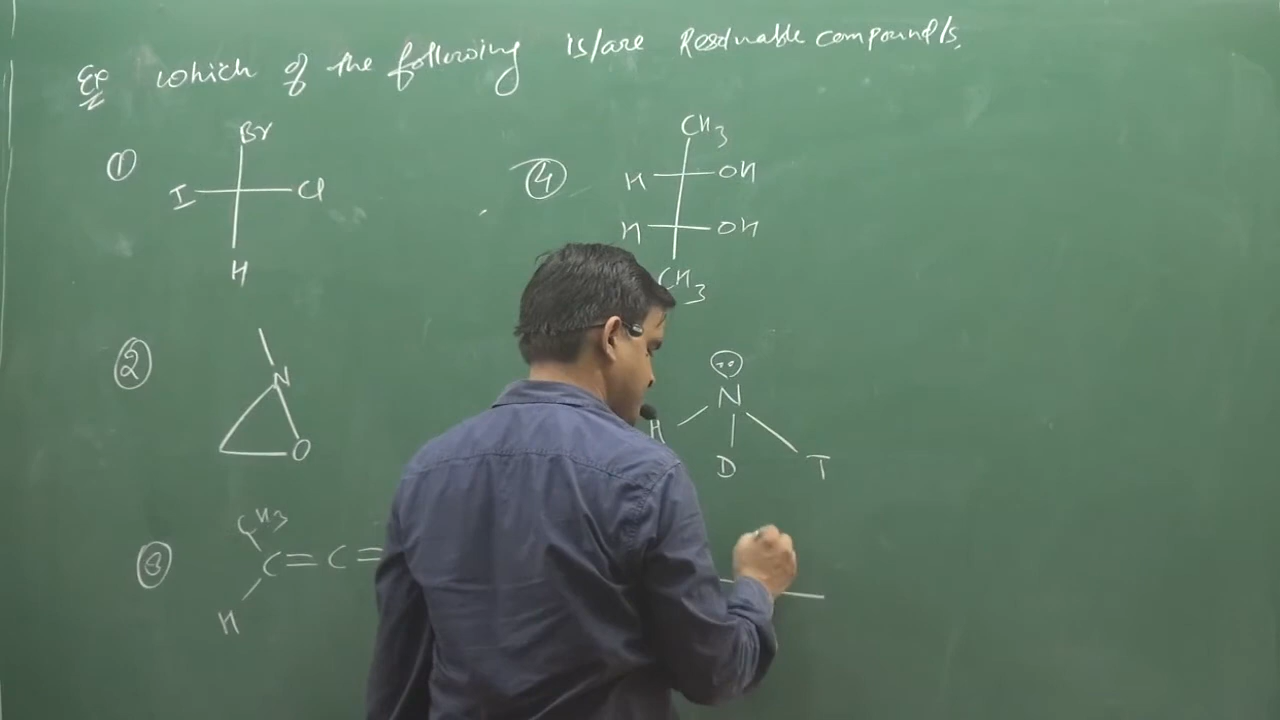 Ex which of the following is/are Resolvable compound/s.
① Br
I Cl
H
② N
O
③ CH3
C=C=
H
④ CH3
H OH
H OH
CH3
N
H D T